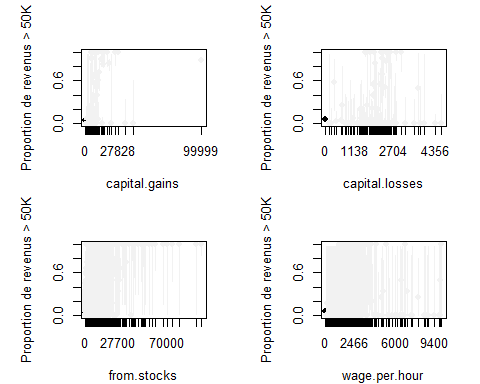 Proportion de revenus > 50K
0.0 0.6
0 27828 99999
capital.gains
Proportion de revenus > 50K
0.0 0.6
0 1138 2704 4356
capital.losses
Proportion de revenus > 50K
0.0 0.6
0 27700 70000
from.stocks
Proportion de revenus > 50K
0.0 0.6
0 2466 6000 9400
wage.per.hour